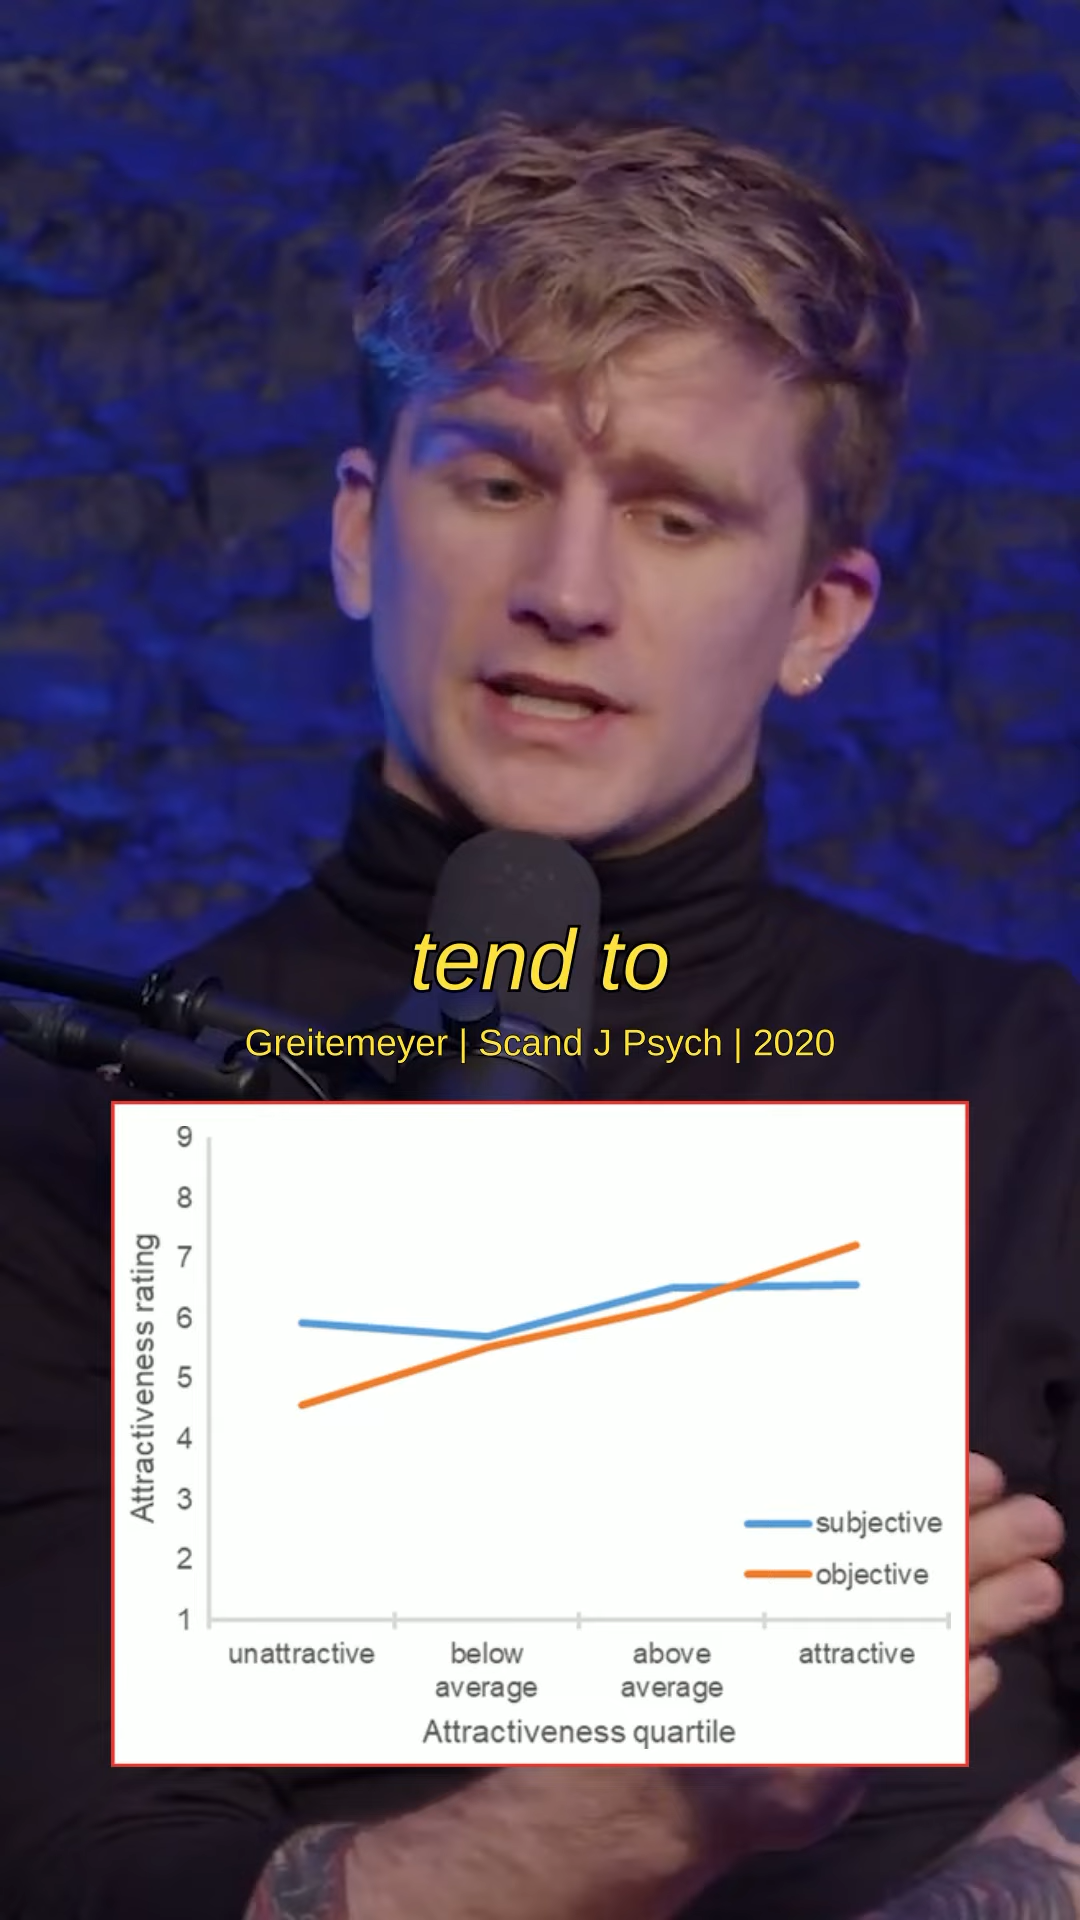 tend to
Greitemeyer | Scand J Psych | 2020
9
8
7
6
5
4
3
2
1
Attractiveness rating
subjective
objective
unattractive
below
average
above
average
attractive
Attractiveness quartile